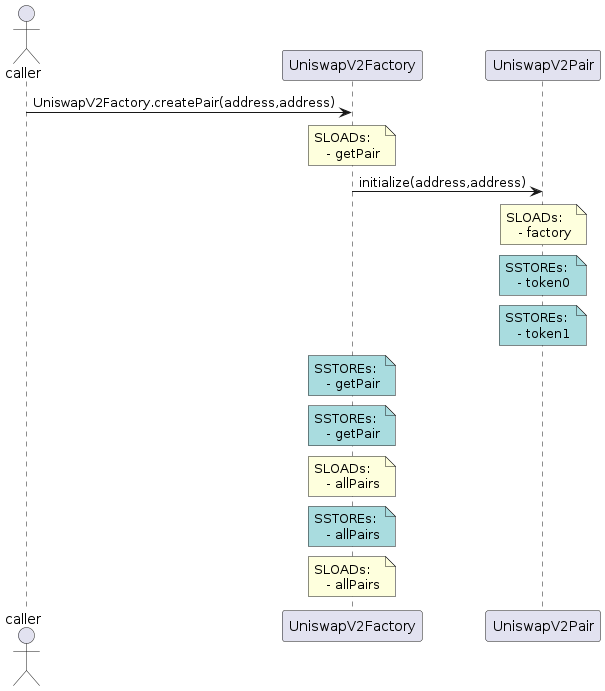 caller
UniswapV2Factory
UniswapV2Pair
UniswapV2Factory.createPair(address,address)
SLOADs:
- getPair
initialize(address,address)
SLOADs:
- factory
SSTOREs:
- token0
SSTOREs:
- token1
SSTOREs:
- getPair
SSTOREs:
- getPair
SLOADs:
- allPairs
SSTOREs:
- allPairs
SLOADs:
- allPairs
caller
UniswapV2Factory
UniswapV2Pair